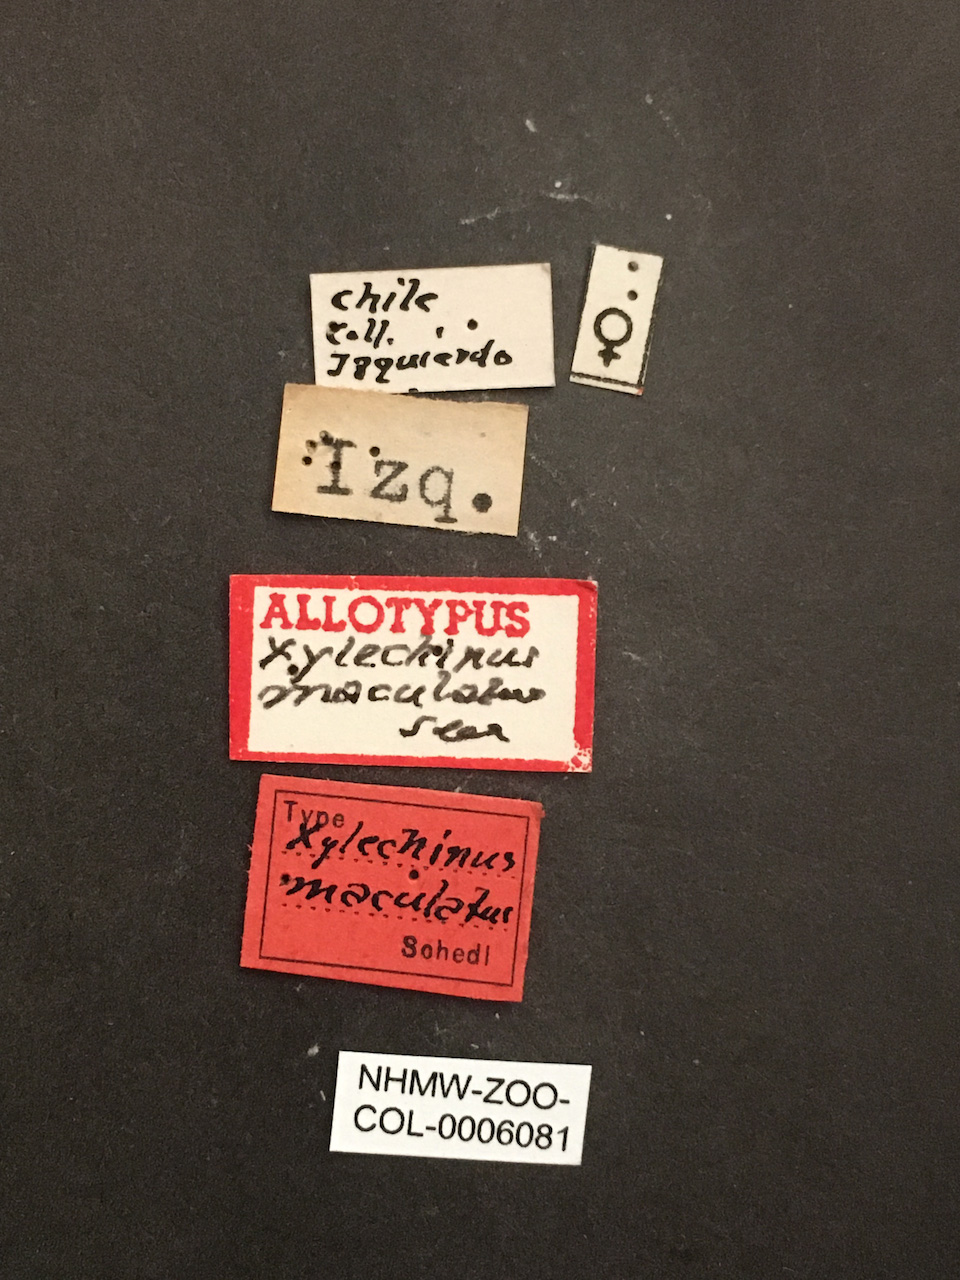 Chile
coll.
Izquierdo
♀
Izq.
ALLOTYPUS
Xylechinus
maculatus
Type
Xylechinus
maculatus
Schedl
NHMW-ZOO-
COL-0006081